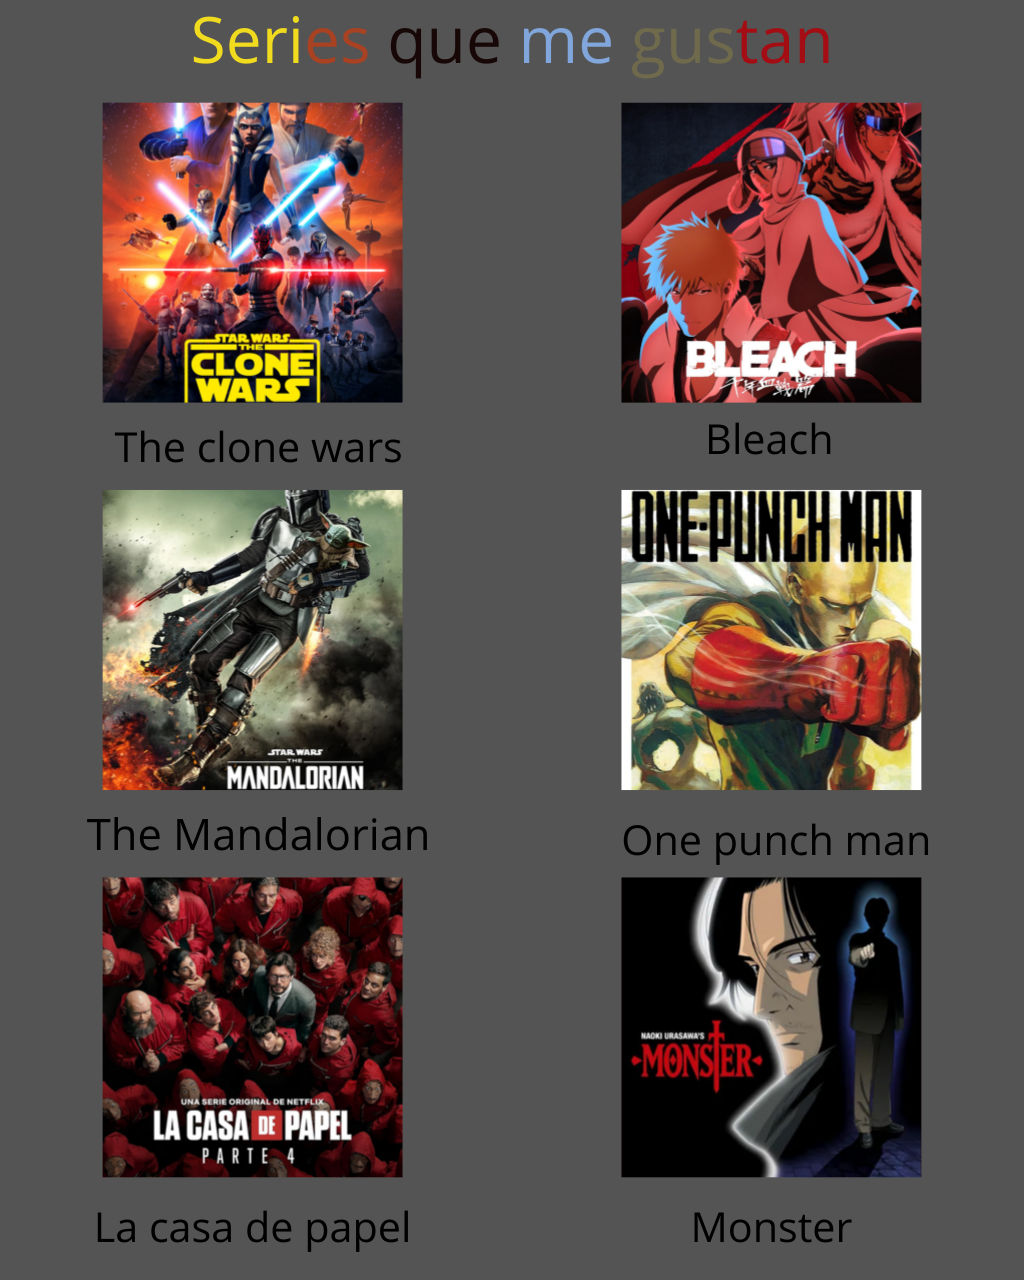 Series que me gustan
STAR WARS
THE
CLONE
WARS
BLEACH
千年血戦篇
The clone wars
Bleach
STAR WARS
THE
MANDALORIAN
ONE-PUNCH MAN
The Mandalorian
One punch man
UNA SERIE ORIGINAL DE NETFLIX
LA CASA DE PAPEL
PARTE 4
NAOKI URASAWA'S
MONSTER
La casa de papel
Monster